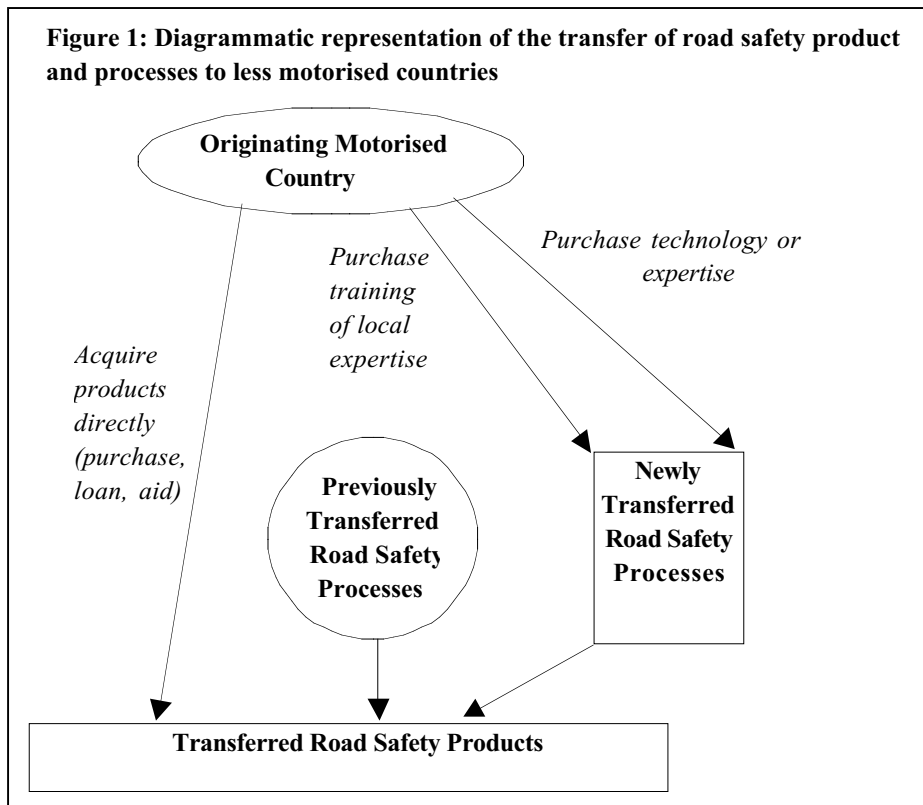 Figure 1: Diagrammatic representation of the transfer of road safety product
and processes to less motorised countries
Originating Motorised
Country
Purchase technology or
expertise
Purchase
training
of local
expertise
Acquire
products
directly
(purchase,
loan, aid)
Previously
Transferred
Road Safety
Processes
Newly
Transferred
Road Safety
Processes
Transferred Road Safety Products